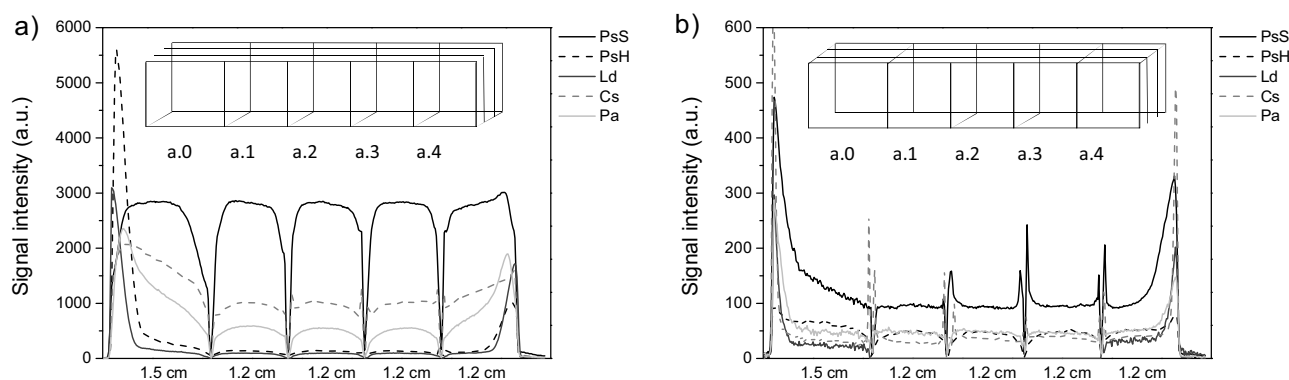 a)
Signal intensity (a.u.)
6000
5000
4000
3000
2000
1000
0
a.0 a.1 a.2 a.3 a.4
1.5 cm 1.2 cm 1.2 cm 1.2 cm 1.2 cm
PsS
PsH
Ld
Cs
Pa
b)
Signal intensity (a.u.)
600
500
400
300
200
100
0
a.0 a.1 a.2 a.3 a.4
1.5 cm 1.2 cm 1.2 cm 1.2 cm 1.2 cm
PsS
PsH
Ld
Cs
Pa